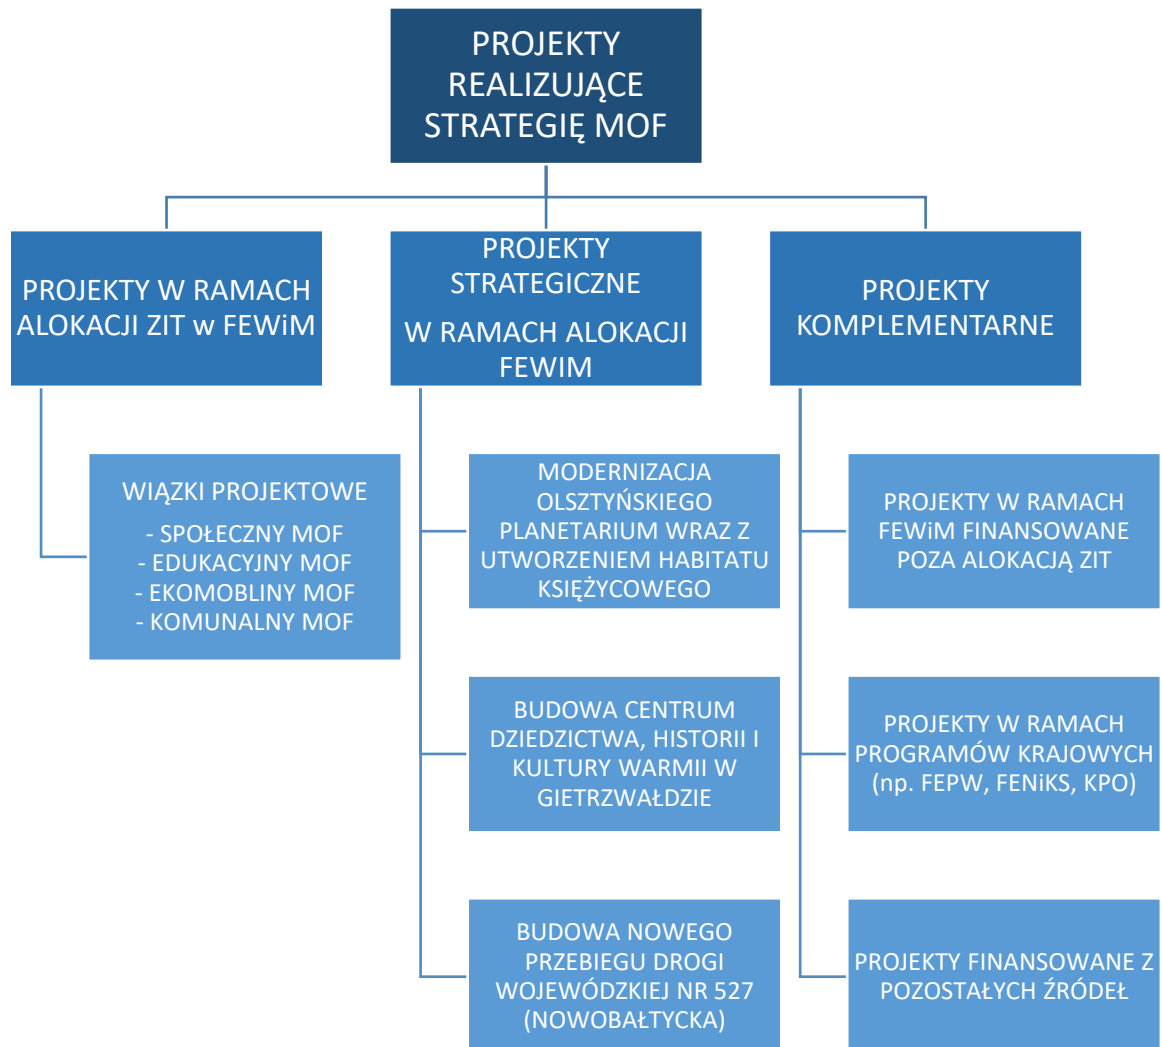 PROJEKTY
REALIZUJĄCE
STRATEGIĘ MOF
PROJEKTY W RAMACH
ALOKACJI ZIT w FEWiM
WIĄZKI PROJEKTOWE
- SPOŁECZNY MOF
- EDUKACYJNY MOF
- EKOMOBLINY MOF
- KOMUNALNY MOF
PROJEKTY
STRATEGICZNE
W RAMACH ALOKACJI
FEWIM
MODERNIZACJA
OLSZTYŃSKIEGO
PLANETARIUM WRAZ Z
UTWORZENIEM HABITATU
KSIĘŻYCOWEGO
BUDOWA CENTRUM
DZIEDZICTWA, HISTORII I
KULTURY WARMII W
GIETRZWAŁDZIE
BUDOWA NOWEGO
PRZEBIEGU DROGI
WOJEWÓDZKIEJ NR 527
(NOWOBAŁTYCKA)
PROJEKTY
KOMPLEMENTARNE
PROJEKTY W RAMACH
FEWiM FINANSOWANE
POZA ALOKACJĄ ZIT
PROJEKTY W RAMACH
PROGRAMÓW KRAJOWYCH
(np. FEPW, FENiKS, KPO)
PROJEKTY FINANSOWANE Z
POZOSTAŁYCH ŹRÓDEŁ